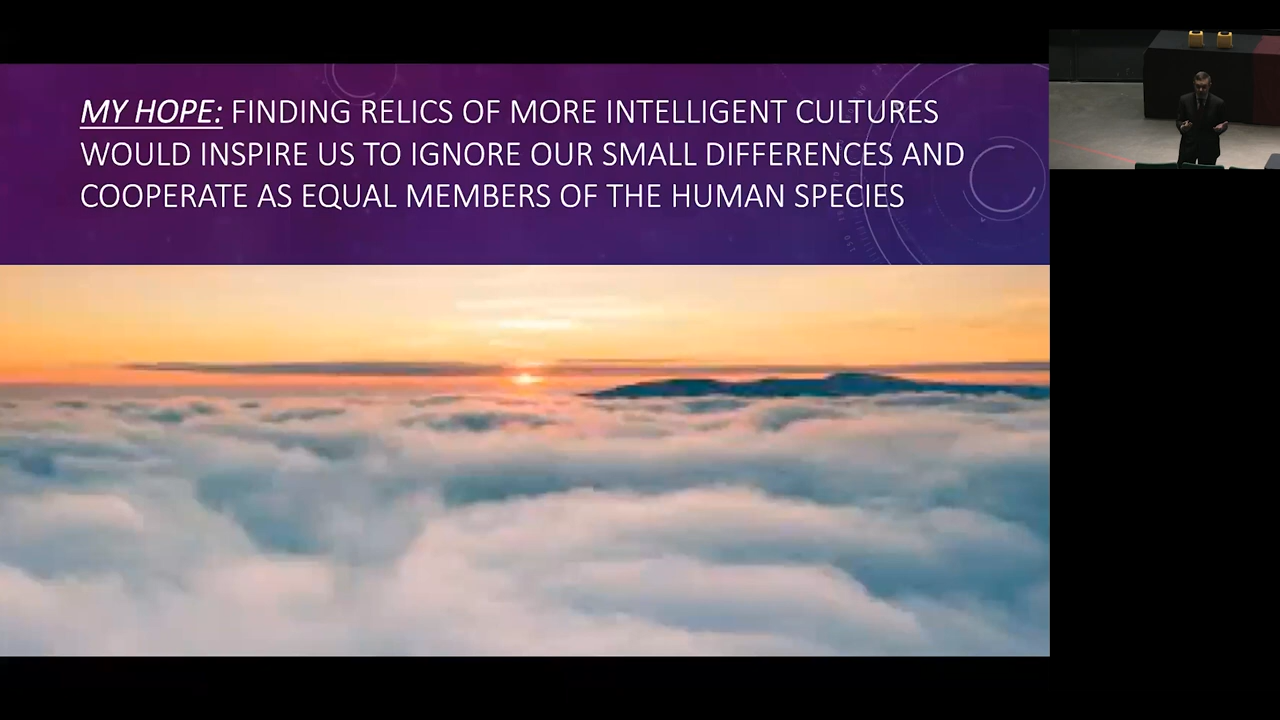 MY HOPE: FINDING RELICS OF MORE INTELLIGENT CULTURES
WOULD INSPIRE US TO IGNORE OUR SMALL DIFFERENCES AND
COOPERATE AS EQUAL MEMBERS OF THE HUMAN SPECIES